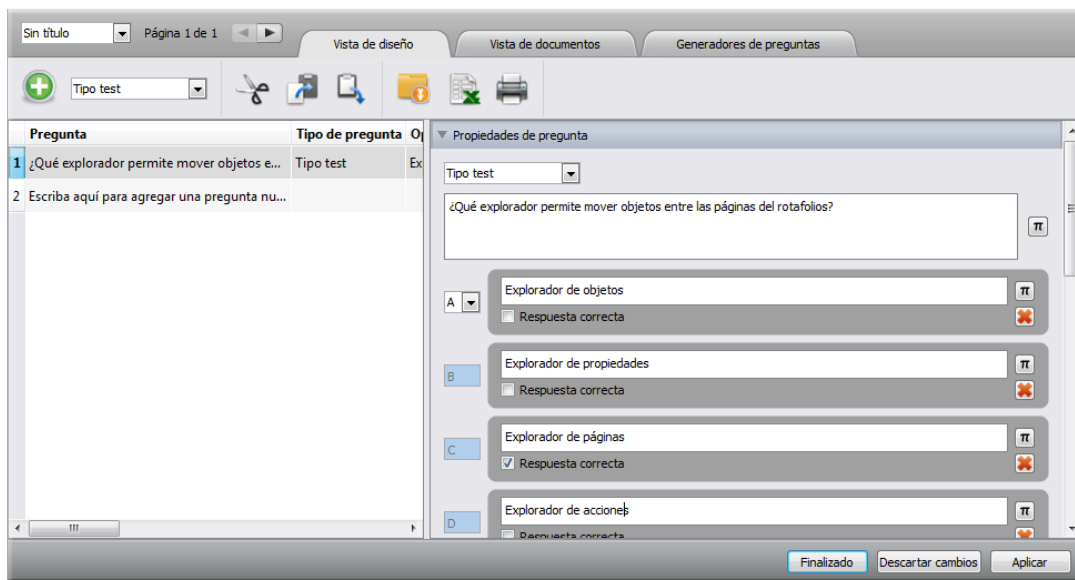 Sin título
Página 1 de 1
Vista de diseño
Vista de documentos
Generadores de preguntas
Tipo test
Pregunta
Tipo de pregunta
1
¿Qué explorador permite mover objetos e...
Tipo test
2
Escriba aquí para agregar una pregunta nu...
Propiedades de pregunta
Tipo test
¿Qué explorador permite mover objetos entre las páginas del rotafolios?
π
A
Explorador de objetos
π
Respuesta correcta
B
Explorador de propiedades
π
Respuesta correcta
C
Explorador de páginas
π
Respuesta correcta
D
Explorador de acciones
π
Respuesta correcta
Finalizado
Descartar cambios
Aplicar